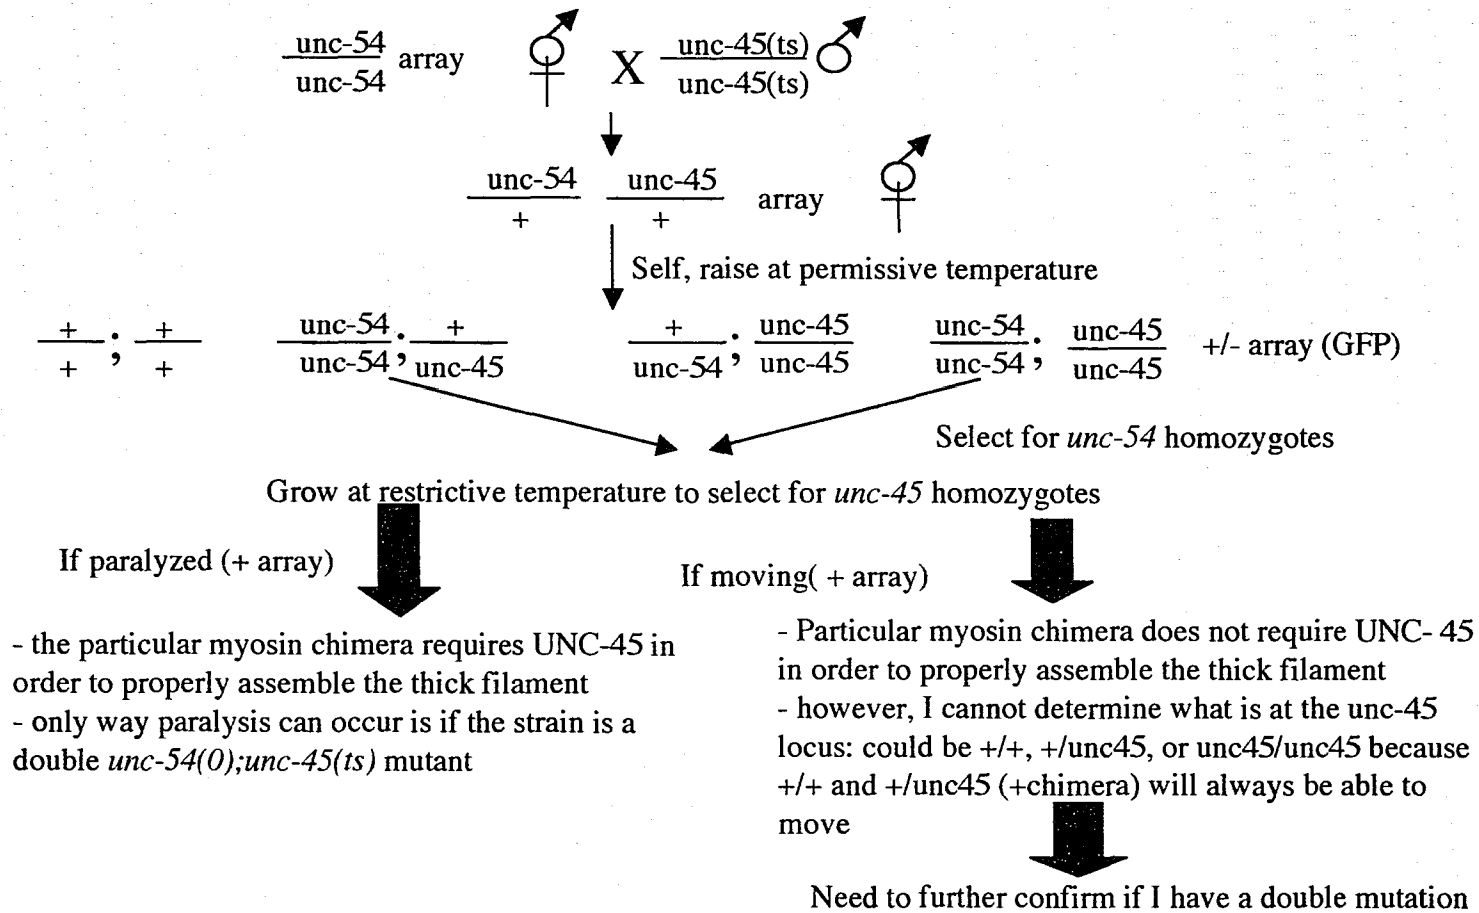 unc-54 array X unc-45(ts)
unc-54 unc-45(ts)
unc-54 unc-45 array
+ +
Self, raise at permissive temperature
+ ; + unc-54 ; + + ; unc-45 unc-54 ; unc-45 +/- array (GFP)
+ + unc-54 unc-45 unc-54 unc-45 unc-54 unc-45
Select for unc-54 homozygotes
Grow at restrictive temperature to select for unc-45 homozygotes
If paralyzed (+ array)
- the particular myosin chimera requires UNC-45 in
order to properly assemble the thick filament
- only way paralysis can occur is if the strain is a
double unc-54(0);unc-45(ts) mutant
If moving( + array)
- Particular myosin chimera does not require UNC- 45
in order to properly assemble the thick filament
- however, I cannot determine what is at the unc-45
locus: could be +/+, +/unc45, or unc45/unc45 because
+/+ and +/unc45 (+chimera) will always be able to
move
Need to further confirm if I have a double mutation